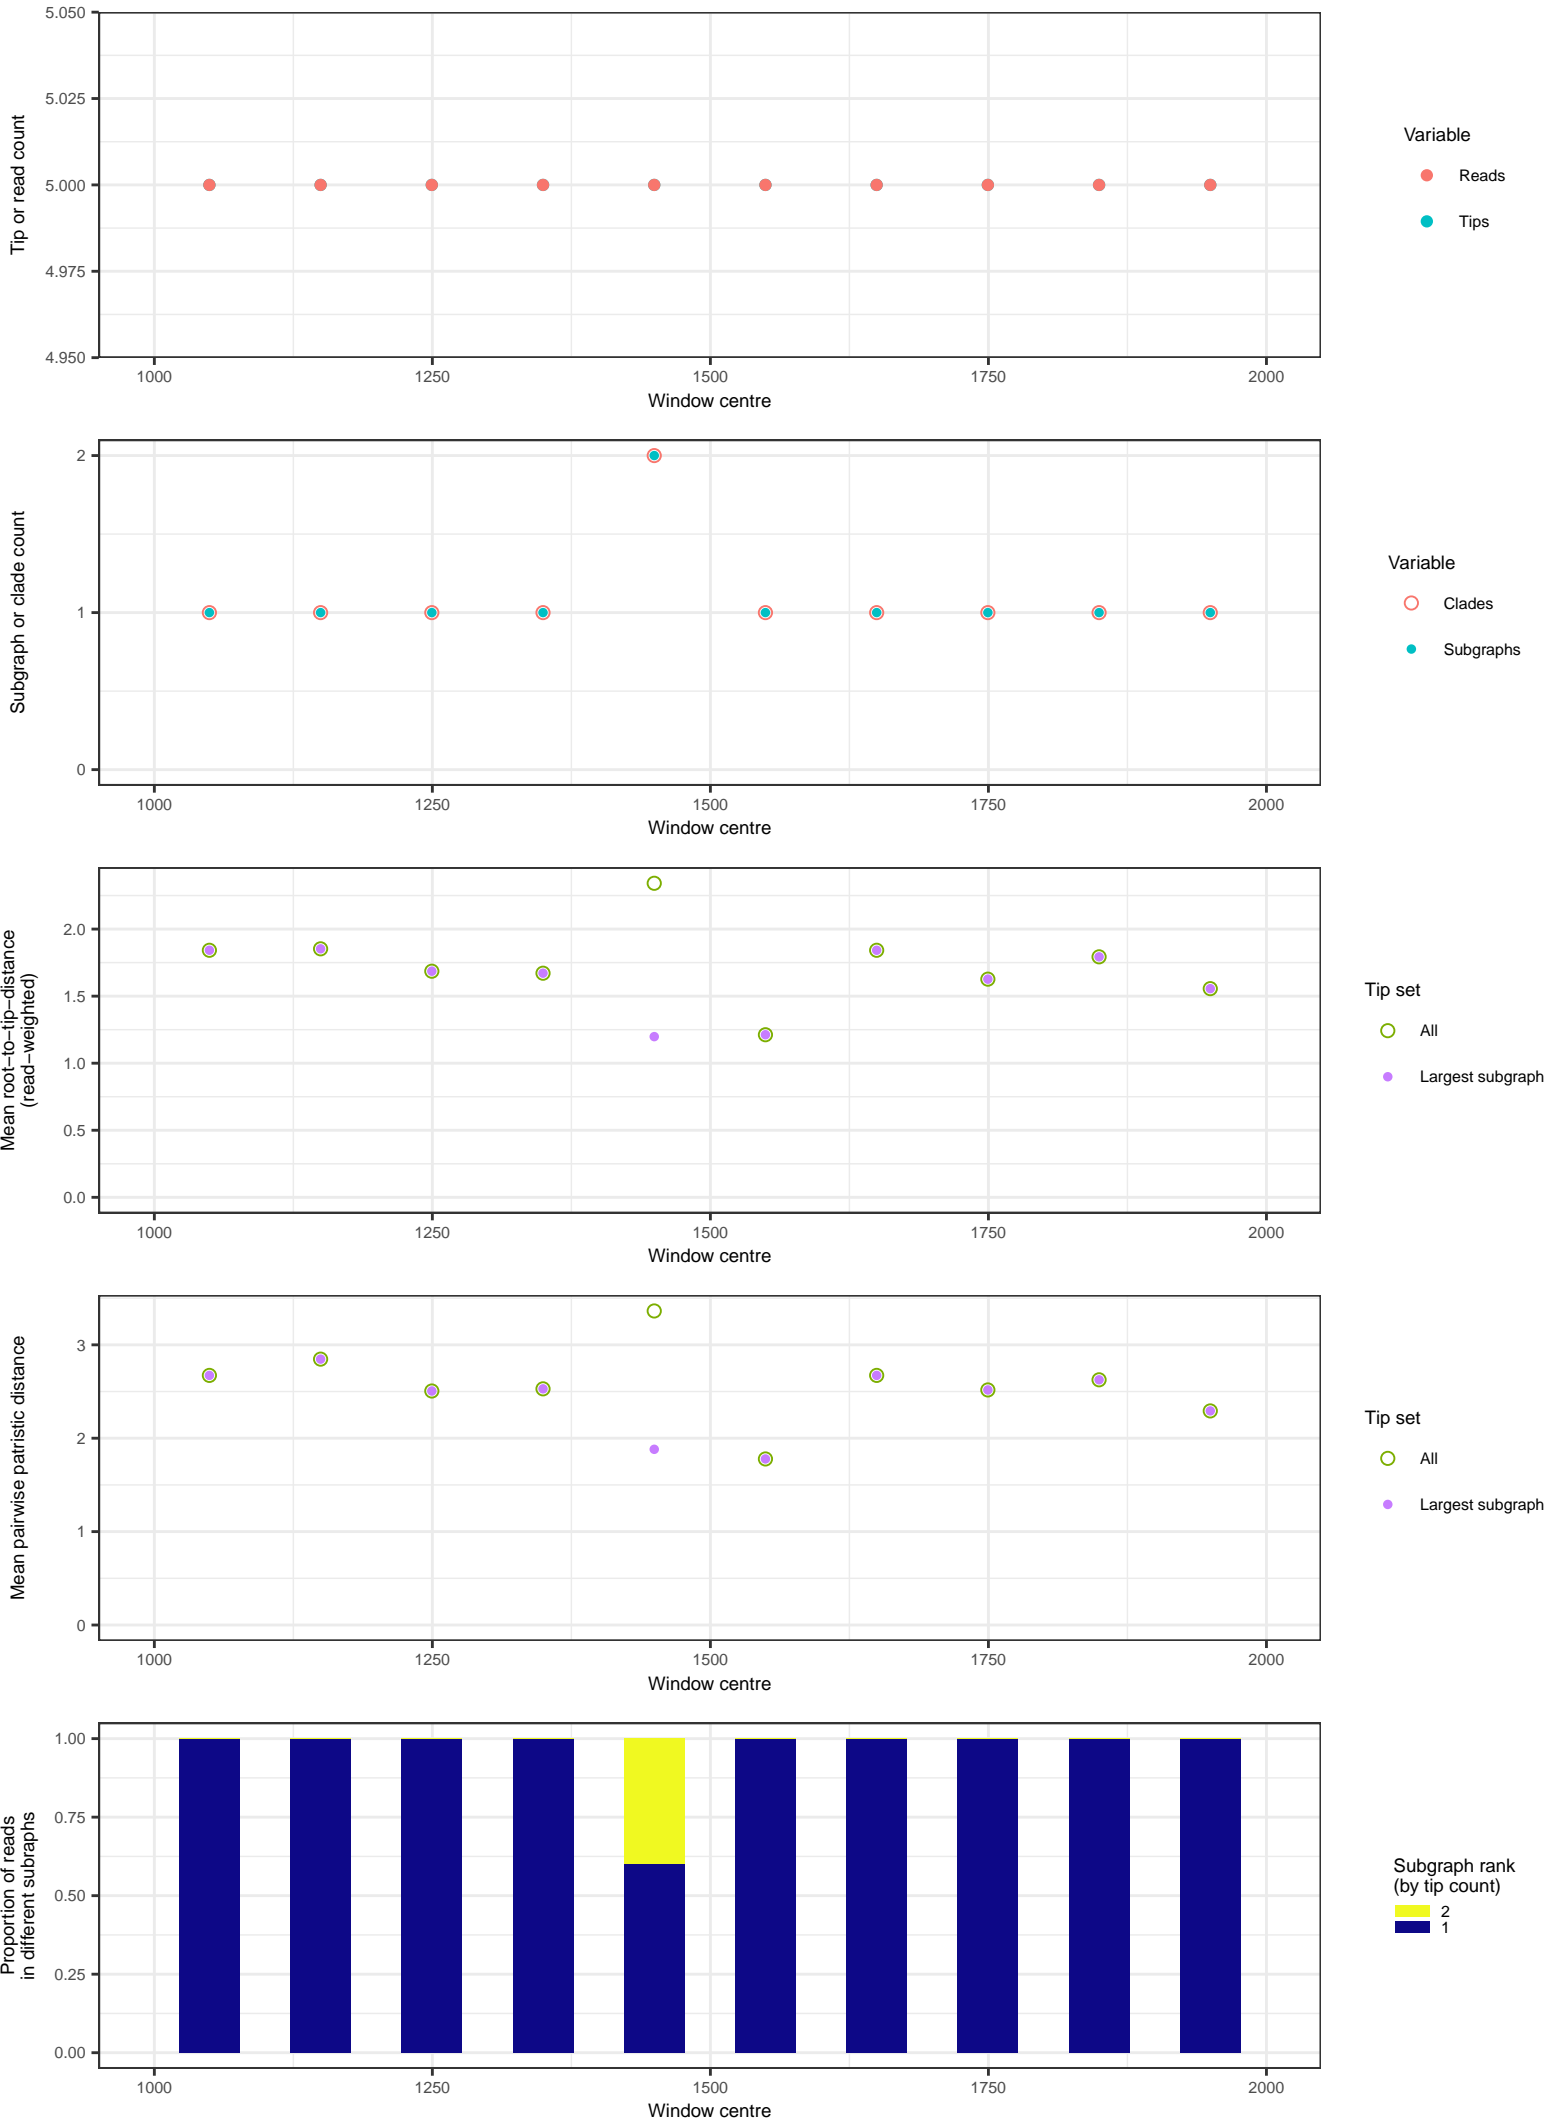 5.050
5.025
5.000
4.975
4.950
Tip or read count
1000 1250 1500 1750 2000
Window centre
Variable
Reads
Tips
2
1
0
Subgraph or clade count
1000 1250 1500 1750 2000
Window centre
Variable
Clades
Subgraphs
2.0
1.5
1.0
0.5
0.0
Mean root−to−tip−distance
(read−weighted)
1000 1250 1500 1750 2000
Window centre
Tip set
All
Largest subgraph
3
2
1
0
Mean pairwise patristic distance
1000 1250 1500 1750 2000
Window centre
Tip set
All
Largest subgraph
1.00
0.75
0.50
0.25
0.00
Proportion of reads
in different subraphs
1000 1250 1500 1750 2000
Window centre
Subgraph rank
(by tip count)
2
1